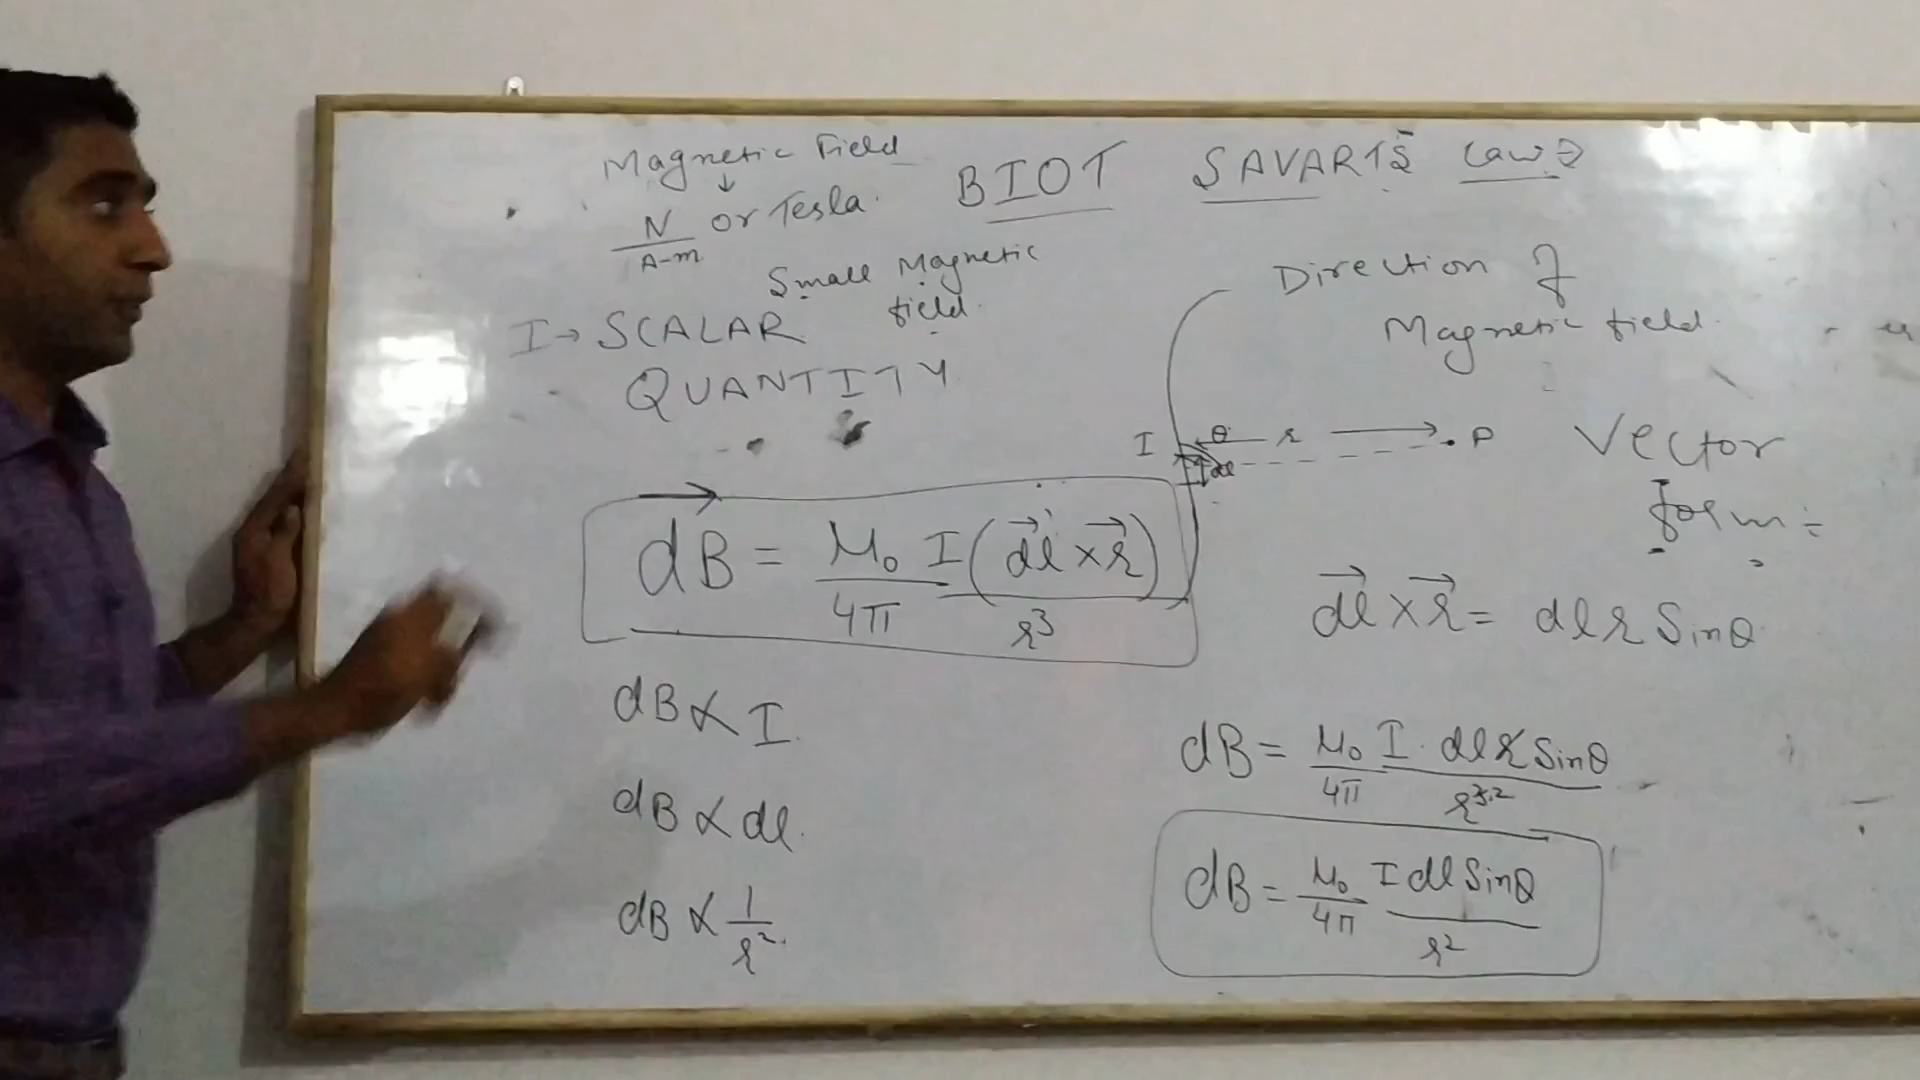 BIOT SAVART'S Law
Magnetic Field
↓
N/A-m or Tesla.
Small Magnetic
field.
I → SCALAR
QUANTITY
Direction of
Magnetic field.
I θ r → . P
dl
Vector
form :
dB⃗ = μ₀/4π I(dl⃗ × r⃗)/r³
dl⃗ × r⃗ = dl r Sinθ
dB ∝ I.
dB ∝ dl.
dB ∝ 1/r².
dB = μ₀/4π I. dl r Sinθ/r³·²
dB = μ₀/4π I dl Sinθ/r²